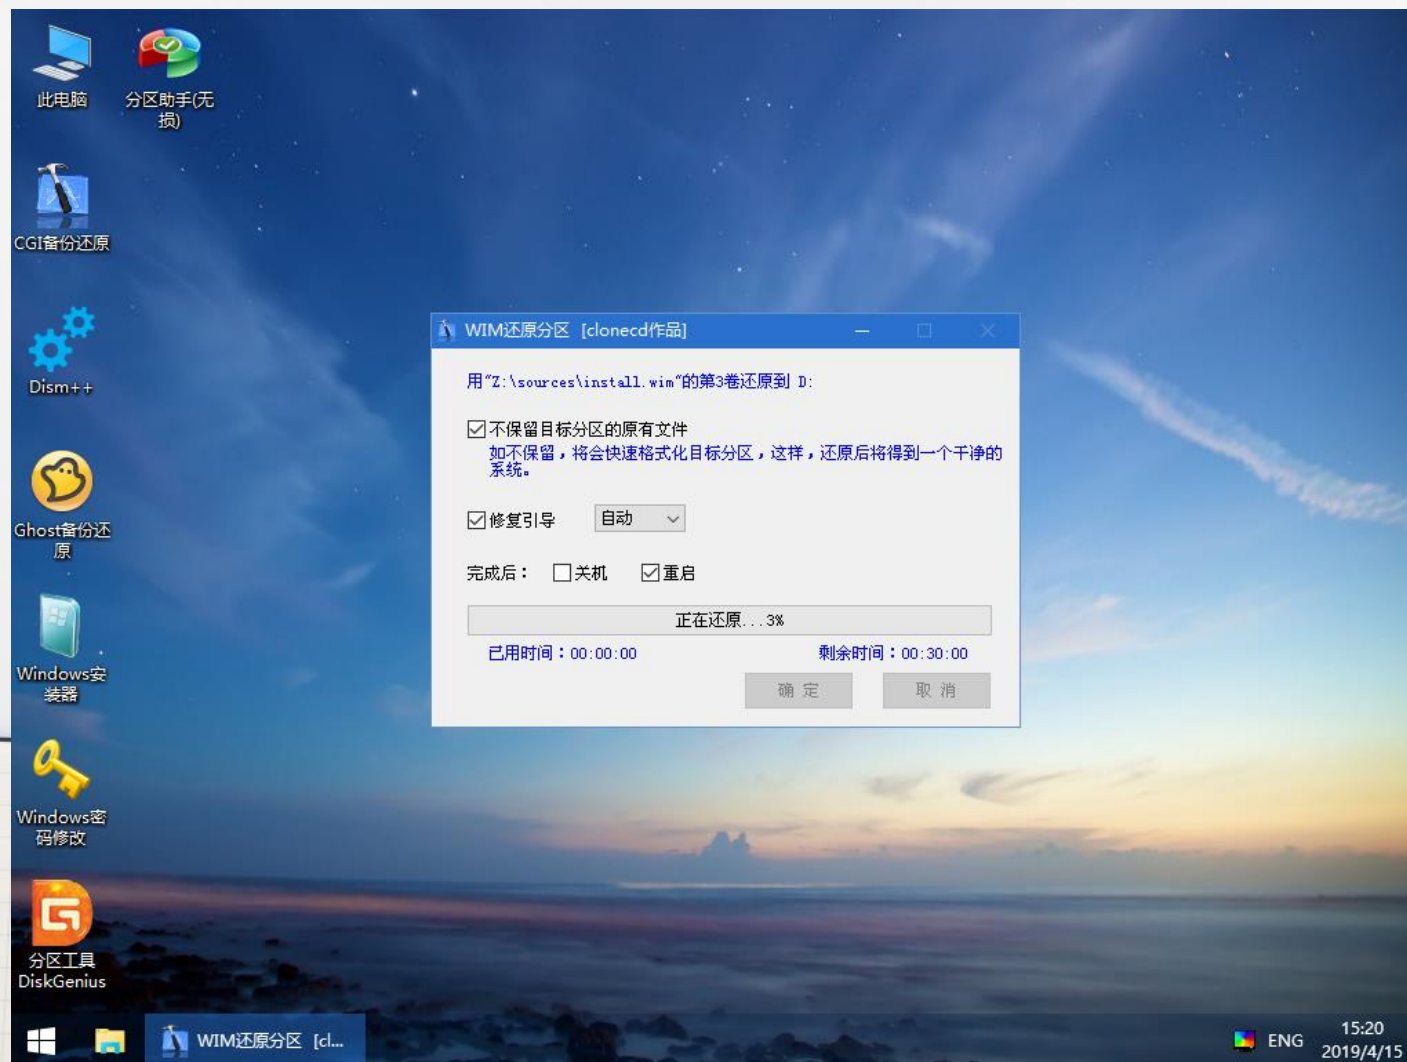 此电脑
分区助手(无
损)
CGI备份还原
Dism++
Ghost备份还
原
Windows安
装器
Windows密
码修改
分区工具
DiskGenius
WIM还原分区 [clonecd作品]
用"Z:\sources\install.wim"的第3卷还原到 D:
不保留目标分区的原有文件
如不保留，将会快速格式化目标分区，这样，还原后将得到一个干净的
系统。
修复引导 自动
完成后： 关机 重启
正在还原...3%
已用时间：00:00:00 剩余时间：00:30:00
确 定 取 消
WIM还原分区 [cl...
ENG
15:20
2019/4/15